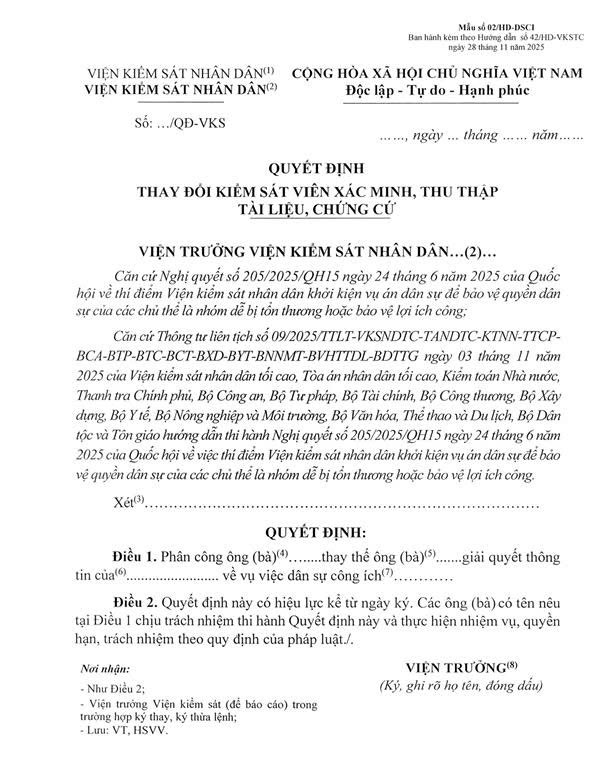 Mẫu số 02/HD-DSCI
Ban hành kèm theo Hướng dẫn số 42/HD-VKSTC
ngày 28 tháng 11 năm 2025
VIỆN KIỂM SÁT NHÂN DÂN(1)
VIỆN KIỂM SÁT NHÂN DÂN(2)
CỘNG HÒA XÃ HỘI CHỦ NGHĨA VIỆT NAM
Độc lập - Tự do - Hạnh phúc
Số: …/QĐ-VKS
……, ngày … tháng …… năm……
QUYẾT ĐỊNH
THAY ĐỔI KIỂM SÁT VIÊN XÁC MINH, THU THẬP
TÀI LIỆU, CHỨNG CỨ
VIỆN TRƯỞNG VIỆN KIỂM SÁT NHÂN DÂN…(2)…
Căn cứ Nghị quyết số 205/2025/QH15 ngày 24 tháng 6 năm 2025 của Quốc
hội về thí điểm Viện kiểm sát nhân dân khởi kiện vụ án dân sự để bảo vệ quyền dân
sự của các chủ thể là nhóm dễ bị tổn thương hoặc bảo vệ lợi ích công;
Căn cứ Thông tư liên tịch số 09/2025/TTLT-VKSNDTC-TANDTC-KTNN-TTCP-
BCA-BTP-BTC-BCT-BXD-BYT-BNNMT-BVHTTDL-BDTTG ngày 03 tháng 11 năm
2025 của Viện kiểm sát nhân dân tối cao, Tòa án nhân dân tối cao, Kiểm toán Nhà nước,
Thanh tra Chính phủ, Bộ Công an, Bộ Tư pháp, Bộ Tài chính, Bộ Công thương, Bộ Xây
dựng, Bộ Y tế, Bộ Nông nghiệp và Môi trường, Bộ Văn hóa, Thể thao và Du lịch, Bộ Dân
tộc và Tôn giáo hướng dẫn thi hành Nghị quyết số 205/2025/QH15 ngày 24 tháng 6 năm
2025 của Quốc hội về việc thí điểm Viện kiểm sát nhân dân khởi kiện vụ án dân sự để bảo
vệ quyền dân sự của các chủ thể là nhóm dễ bị tổn thương hoặc bảo vệ lợi ích công.
Xét(3)……………………………………………………………………
QUYẾT ĐỊNH:
Điều 1. Phân công ông (bà)(4)….....thay thế ông (bà)(5).......giải quyết thông
tin của(6)......................... về vụ việc dân sự công ích(7)…………
Điều 2. Quyết định này có hiệu lực kể từ ngày ký. Các ông (bà) có tên nêu
tại Điều 1 chịu trách nhiệm thi hành Quyết định này và thực hiện nhiệm vụ, quyền
hạn, trách nhiệm theo quy định của pháp luật./.
Nơi nhận:
- Như Điều 2;
- Viện trưởng Viện kiểm sát (để báo cáo) trong
trường hợp ký thay, ký thừa lệnh;
- Lưu: VT, HSVV.
VIỆN TRƯỞNG(8)
(Ký, ghi rõ họ tên, đóng dấu)